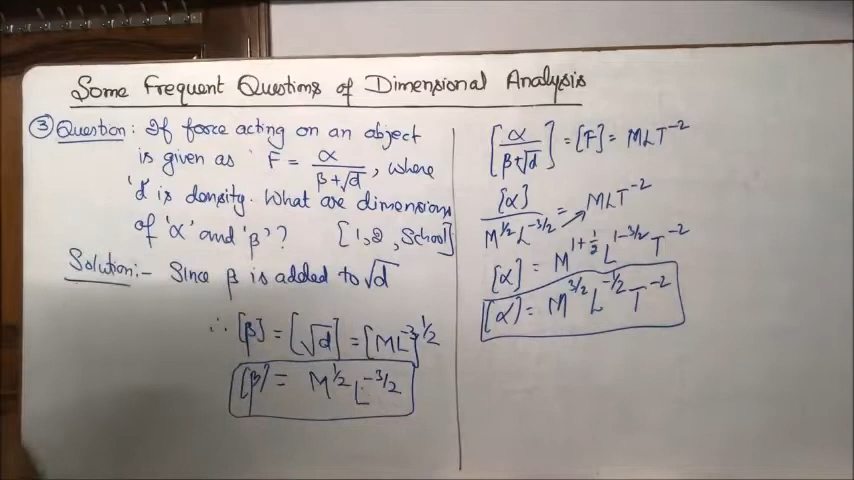 Some Frequent Questions of Dimensional Analysis
③ Question: If force acting on an object
is given as F = α/(β+√d), where
'd' is density. What are dimensions
of 'α' and 'β'? [1,2, School]
Solution:- Since β is added to √d
∴ [β] = [√d] = [ML⁻³]^1/2
[β] = M^1/2 L^-3/2
[α/(β+√d)] = [F] = MLT⁻²
[α]/(M^1/2 L^-3/2) = MLT⁻²
[α] = M^1+1/2 L^1-3/2 T⁻²
[α] = M^3/2 L^-1/2 T⁻²